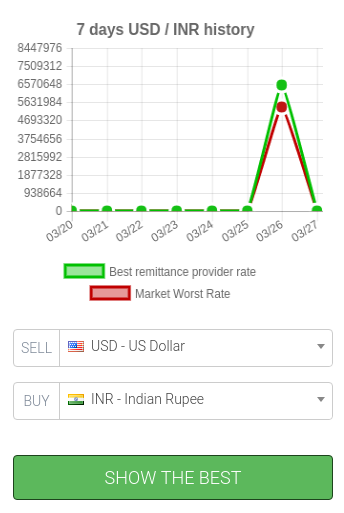 7 days USD / INR history
8447976
7509312
6570648
5631984
4693320
3754656
2815992
1877328
938664
0
03/20 03/21 03/22 03/23 03/24 03/25 03/26 03/27
Best remittance provider rate
Market Worst Rate
SELL USD - US Dollar
BUY INR - Indian Rupee
SHOW THE BEST